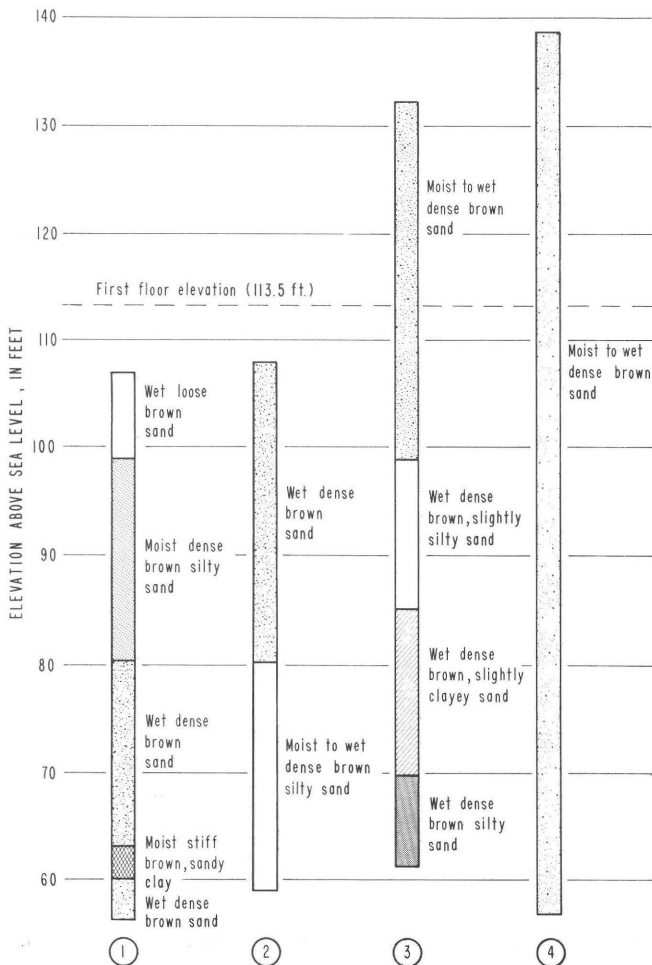 140
130
Moist to wet
dense brown
sand
120
First floor elevation (113.5 ft.)
110
Moist to wet
dense brown
sand
Wet loose
brown
sand
100
Wet dense
brown
sand
Wet dense
brown, slightly
silty sand
Moist dense
brown silty
sand
90
80
Wet dense
brown, slightly
clayey sand
Wet dense
brown
sand
Moist to wet
dense brown
silty sand
70
Wet dense
brown silty
sand
Moist stiff
brown, sandy
clay
60
Wet dense
brown sand
ELEVATION ABOVE SEA LEVEL, IN FEET
1
2
3
4